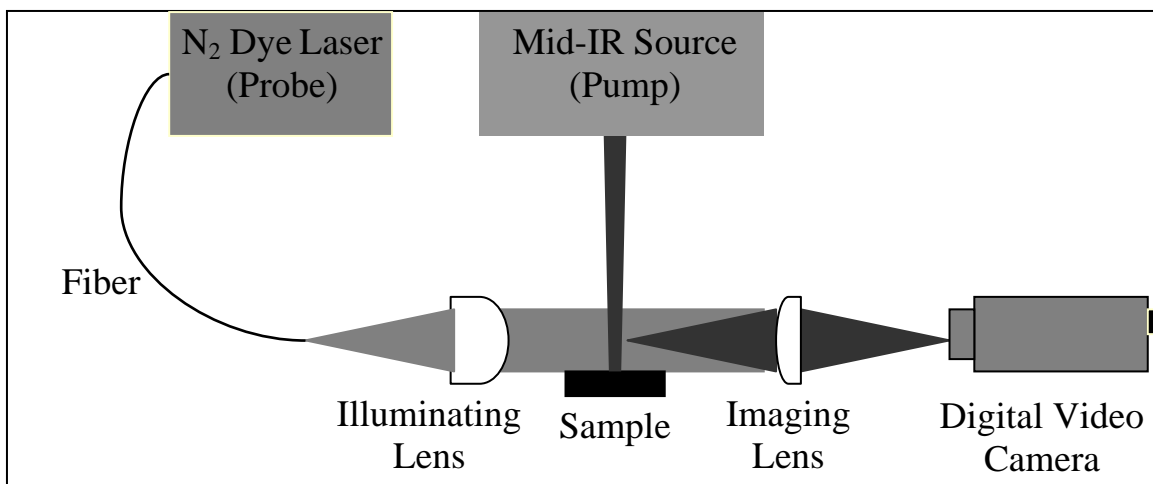 N₂ Dye Laser
(Probe)
Mid-IR Source
(Pump)
Fiber
Illuminating
Lens
Sample
Imaging
Lens
Digital Video
Camera